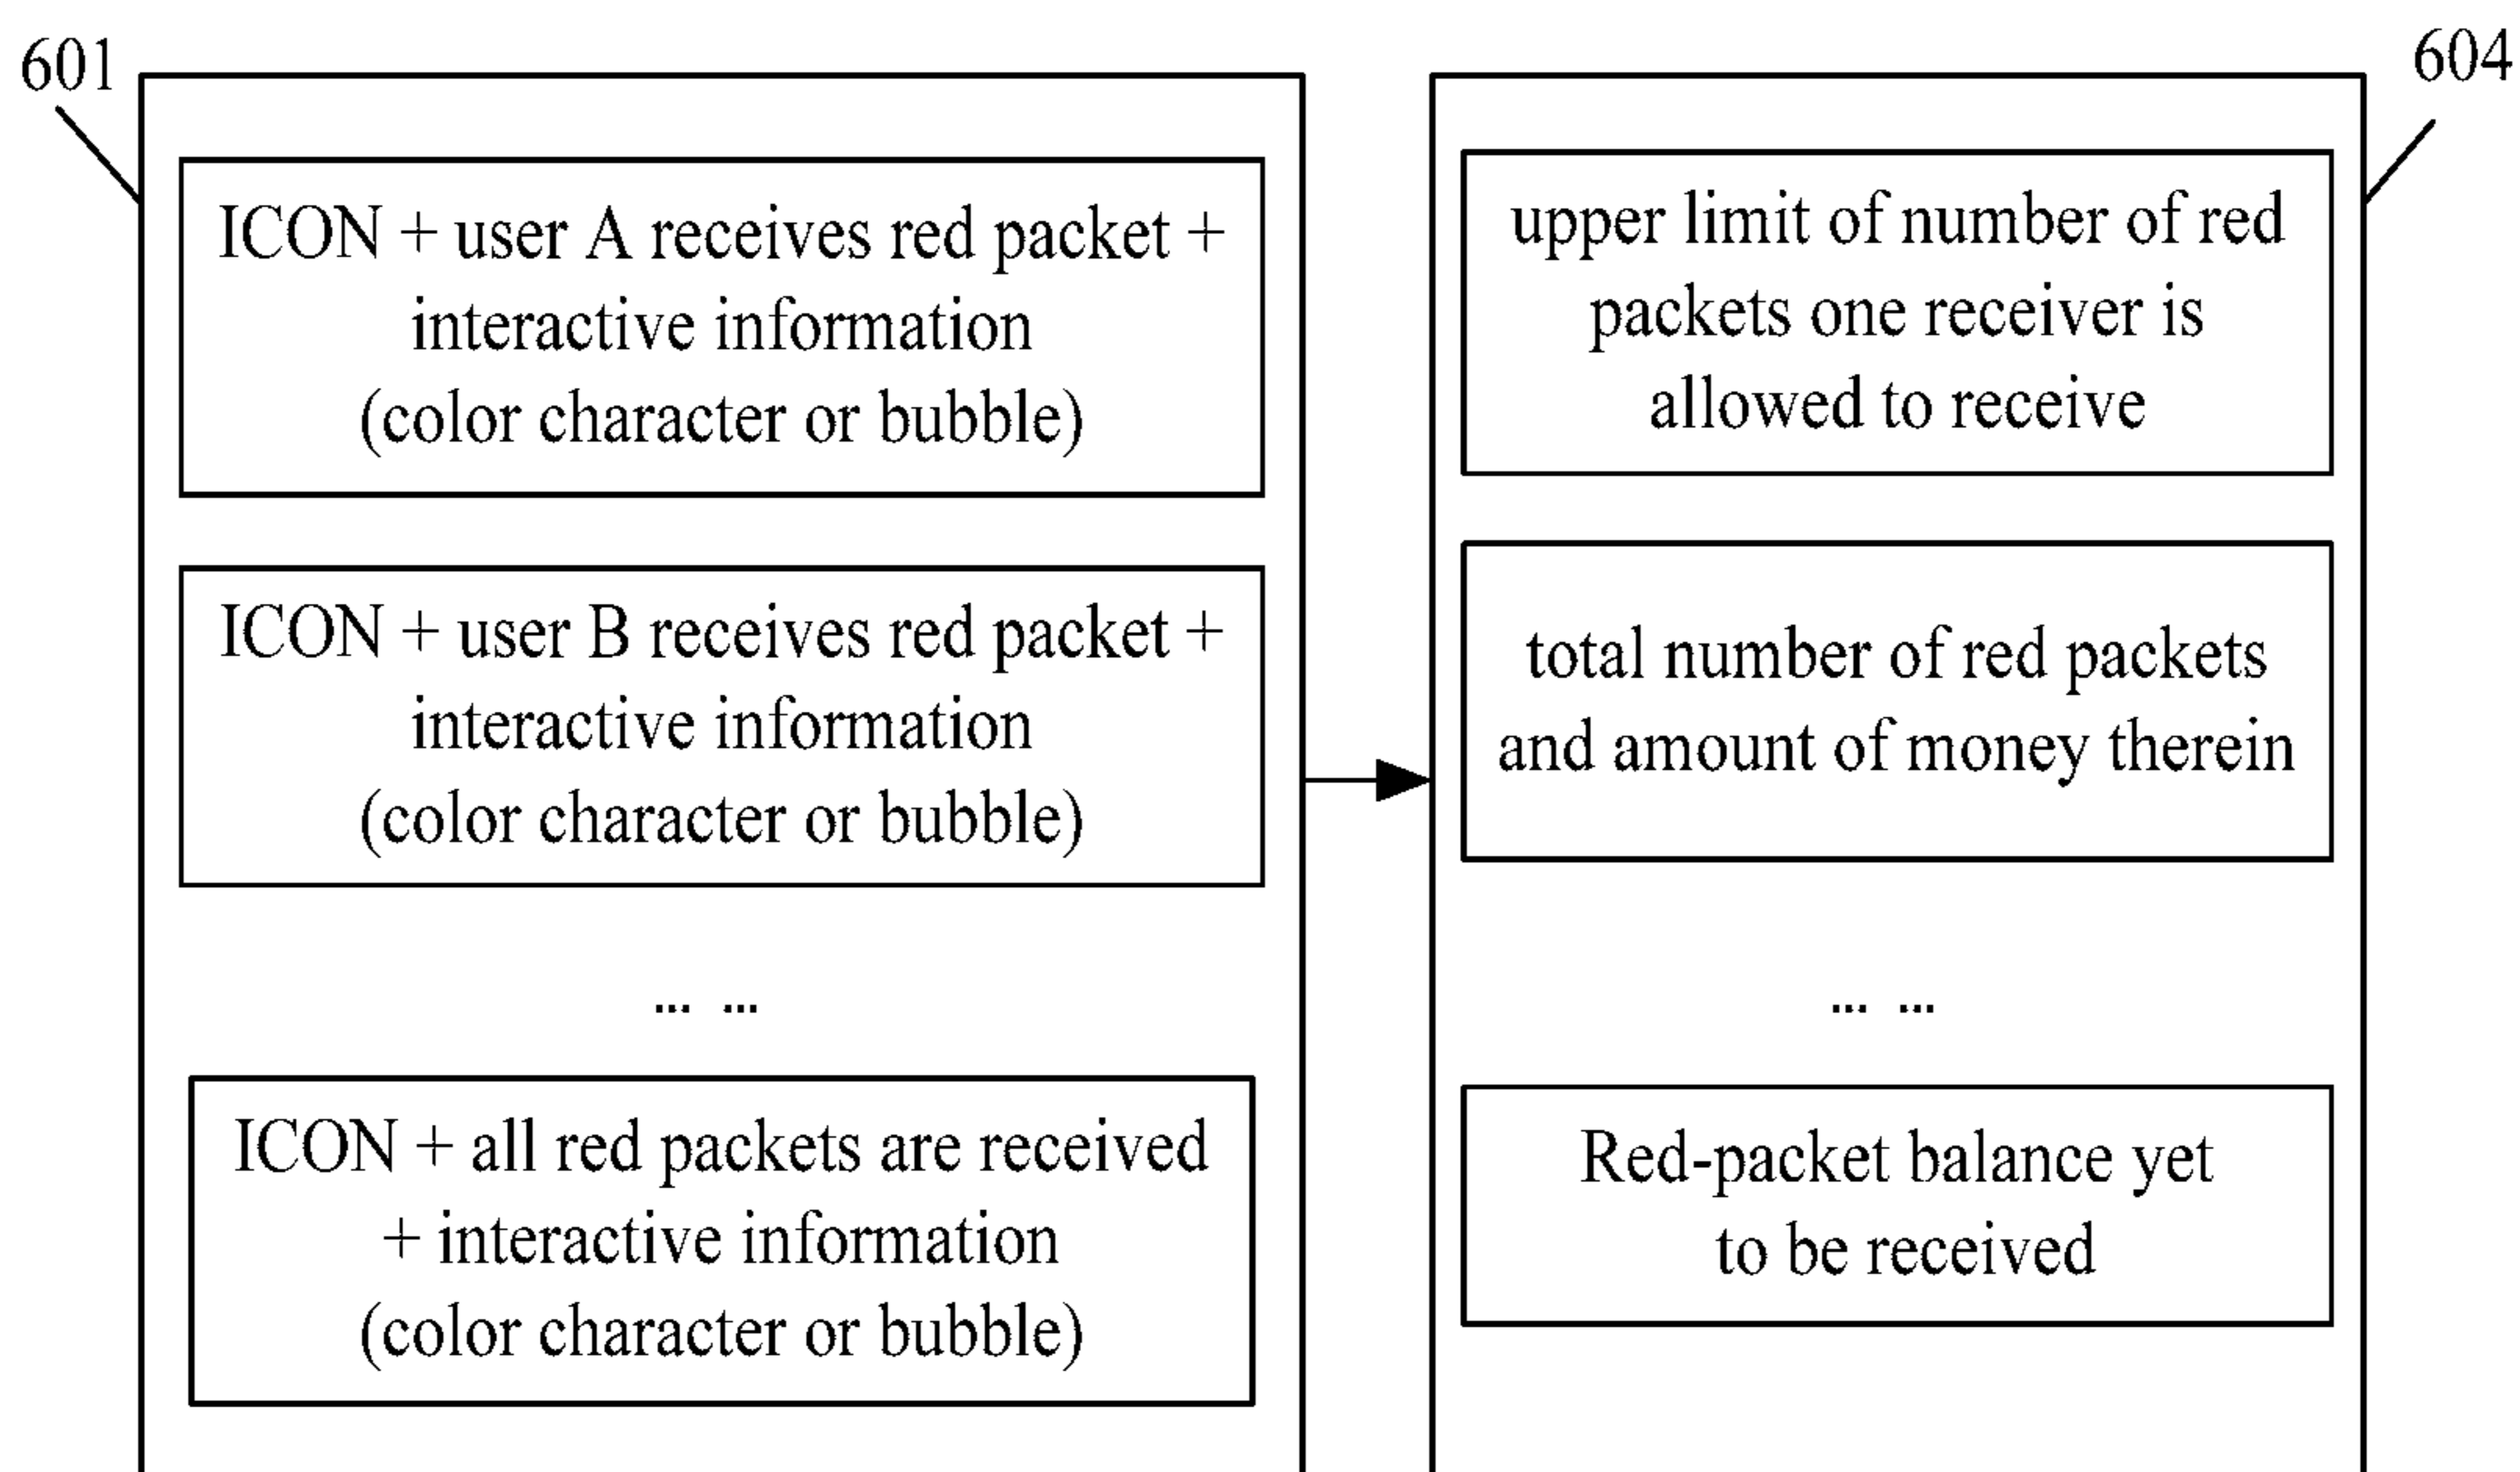 601
ICON + user A receives red packet +
interactive information
(color character or bubble)
ICON + user B receives red packet +
interactive information
(color character or bubble)
... ...
ICON + all red packets are received
+ interactive information
(color character or bubble)
604
upper limit of number of red
packets one receiver is
allowed to receive
total number of red packets
and amount of money therein
... ...
Red-packet balance yet
to be received